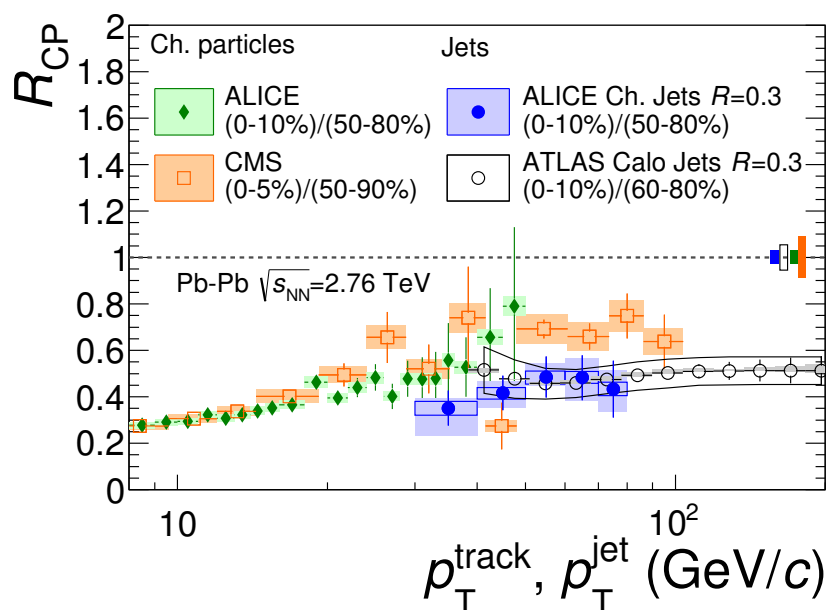 R_CP
2
1.8
1.6
1.4
1.2
1
0.8
0.6
0.4
0.2
0
Ch. particles
ALICE
(0-10%)/(50-80%)
CMS
(0-5%)/(50-90%)
Jets
ALICE Ch. Jets R=0.3
(0-10%)/(50-80%)
ATLAS Calo Jets R=0.3
(0-10%)/(60-80%)
Pb-Pb √s_NN=2.76 TeV
10
10²
p_T^track, p_T^jet (GeV/c)